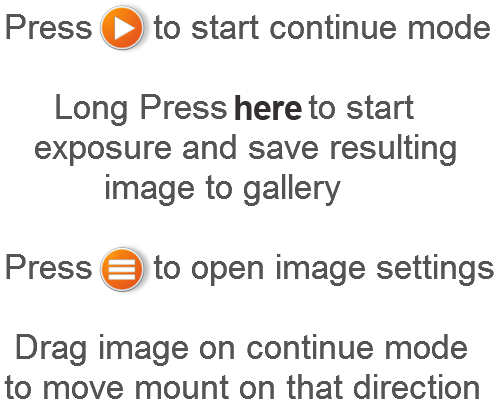 Press to start continue mode
Long Press here to start
exposure and save resulting
image to gallery
Press to open image settings
Drag image on continue mode
to move mount on that direction